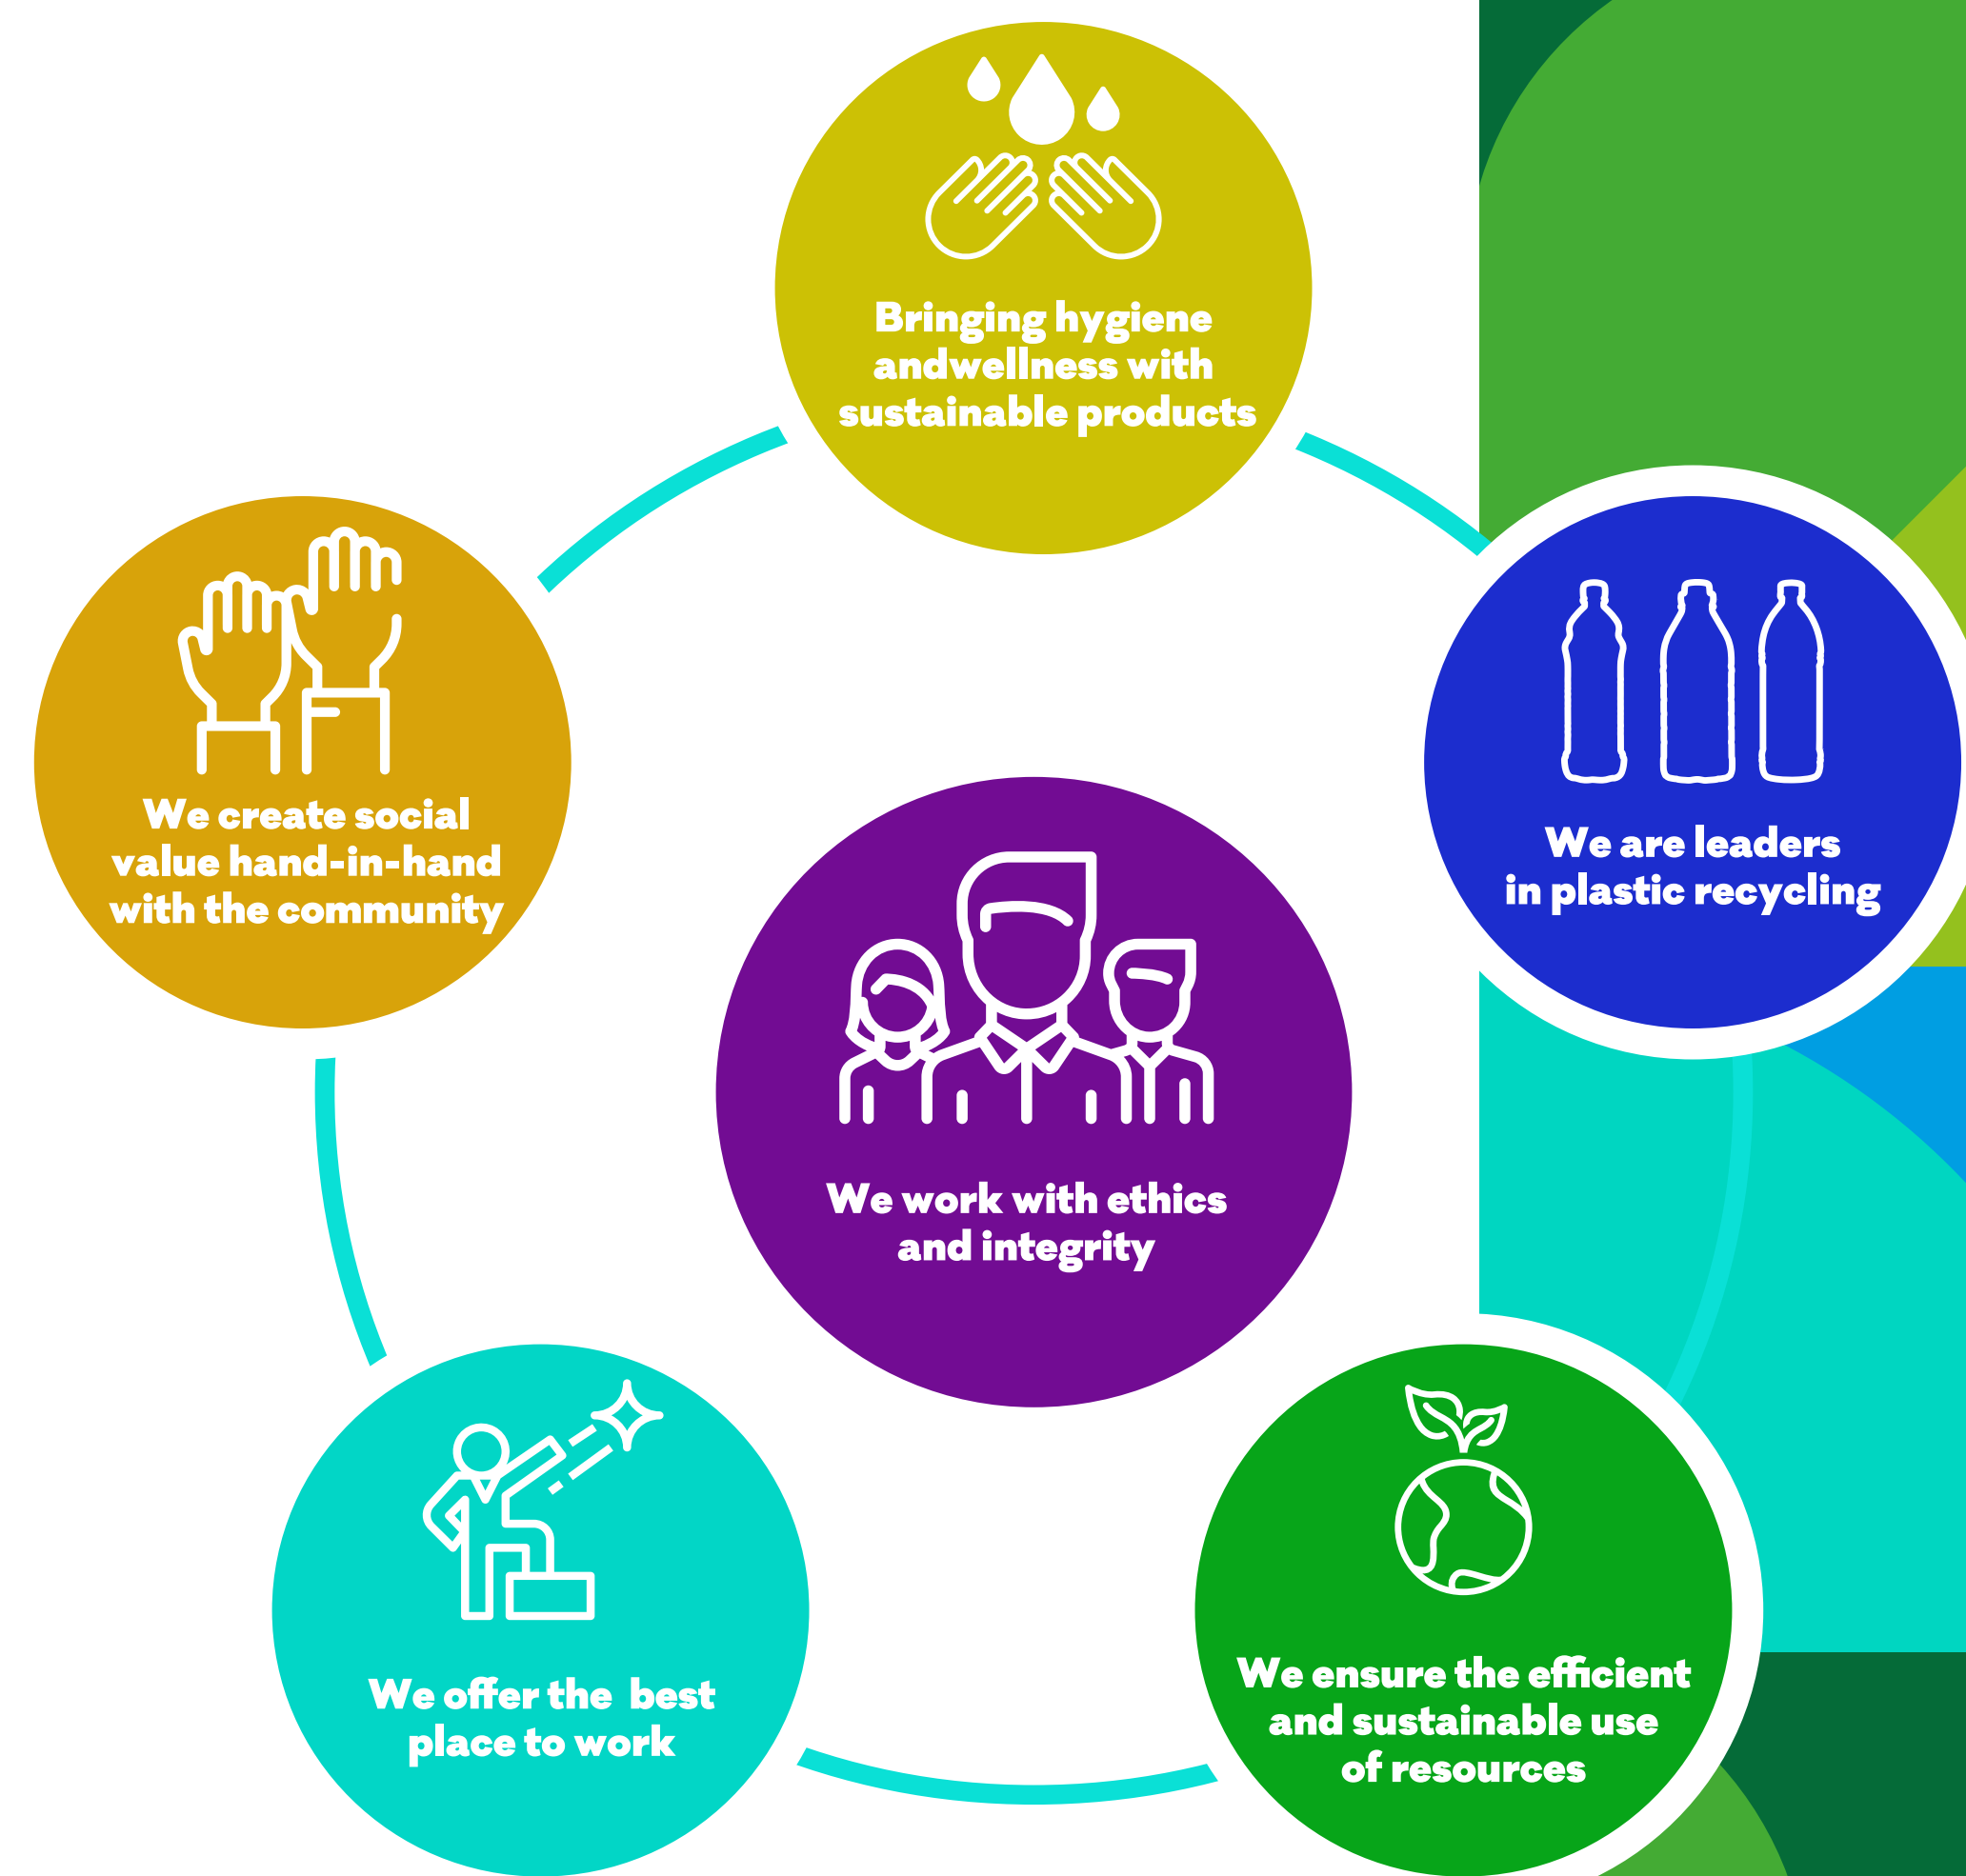 Bringing hygiene
andwellness with
sustainable products
We create social
value hand-in-hand
with the community
We are leaders
in plastic recycling
We work with ethics
and integrity
We offer the best
place to work
We ensure the efficient
and sustainable use
of resources